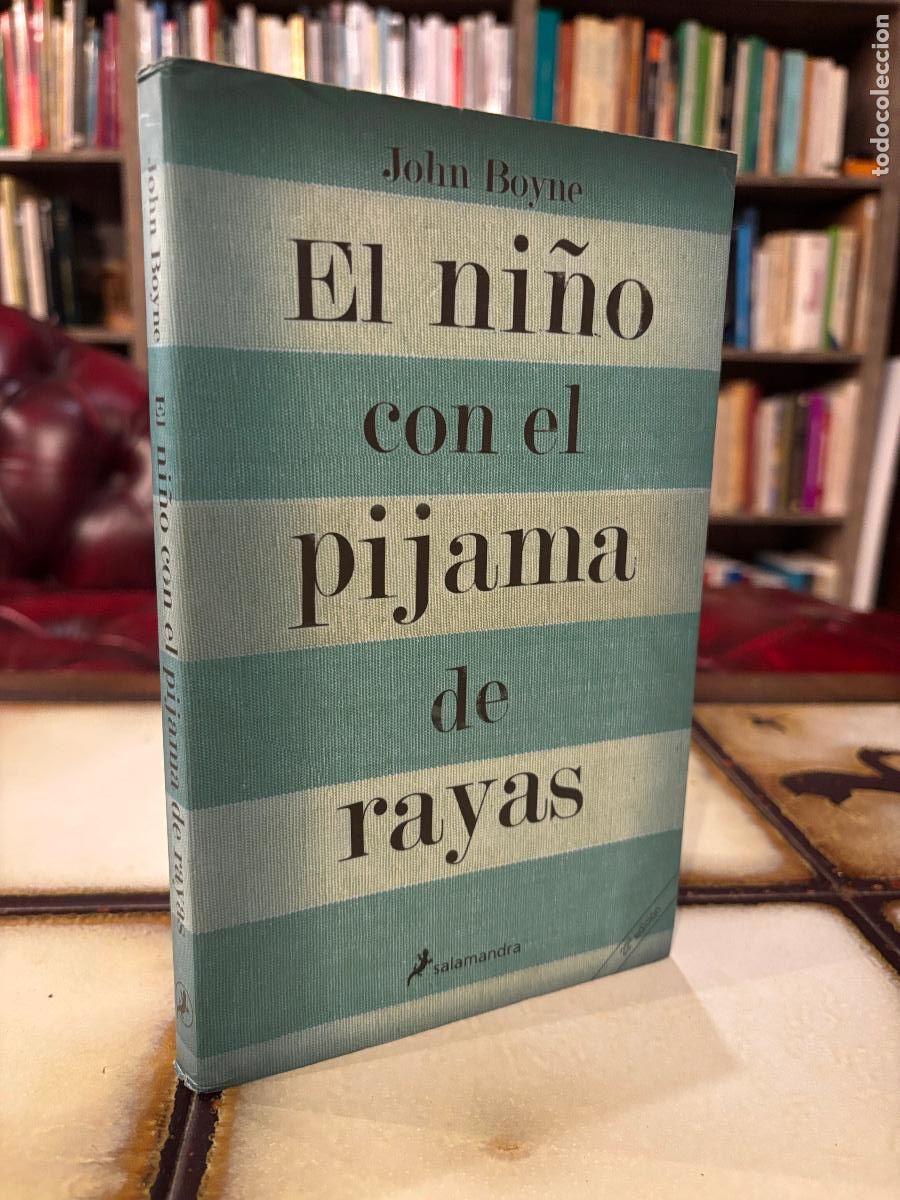 John Boyne
El niño
con el
pijama
de
rayas
salamandra
edición
John Boyne El niño con el pijama de rayas
todocoleccion